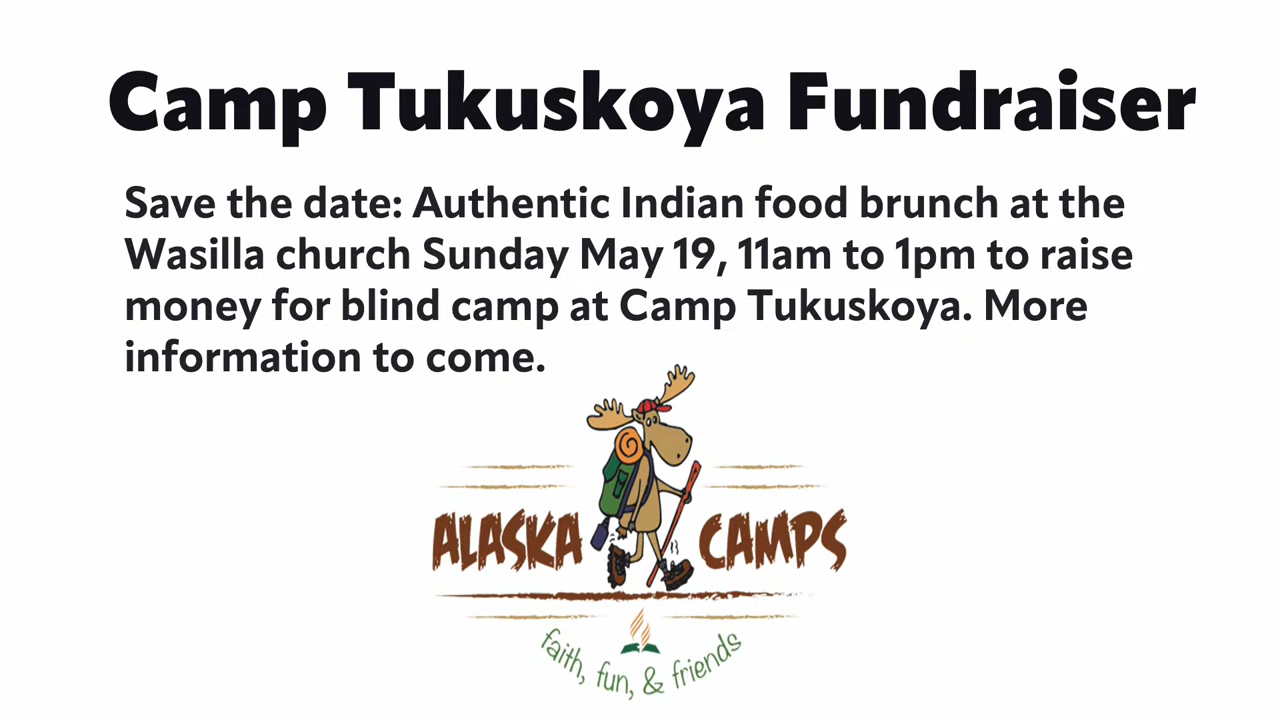 Camp Tukuskoya Fundraiser
Save the date: Authentic Indian food brunch at the
Wasilla church Sunday May 19, 11am to 1pm to raise
money for blind camp at Camp Tukuskoya. More
information to come.
ALASKA CAMPS
faith, fun, & friends